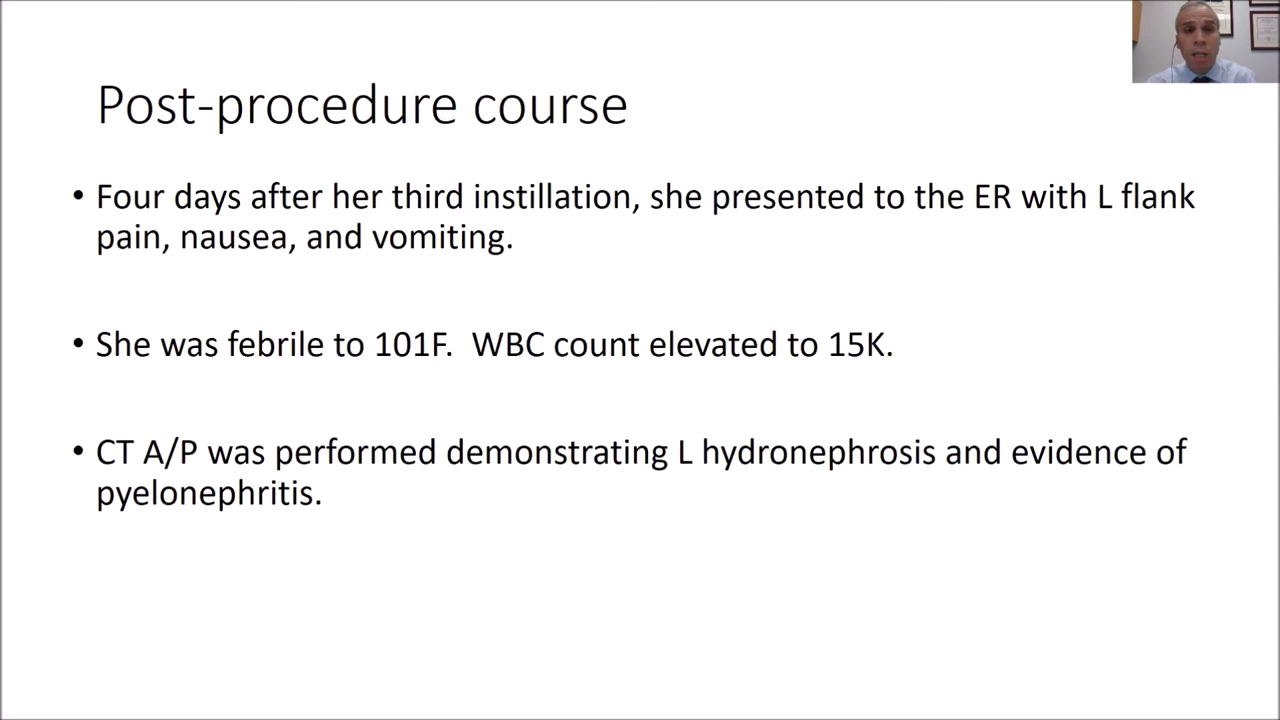 Post-procedure course
• Four days after her third instillation, she presented to the ER with L flank
pain, nausea, and vomiting.
• She was febrile to 101F.  WBC count elevated to 15K.
• CT A/P was performed demonstrating L hydronephrosis and evidence of
pyelonephritis.